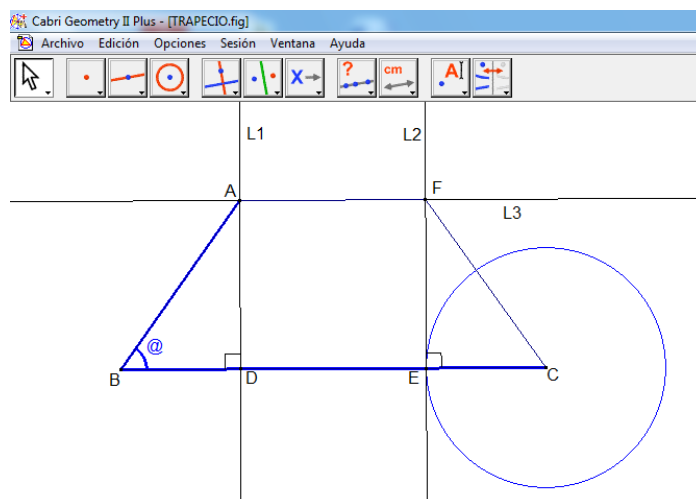 Cabri Geometry II Plus - [TRAPECIO.fig]
Archivo Edición Opciones Sesión Ventana Ayuda
? cm A
L1 L2
A F
L3
@
B D E C